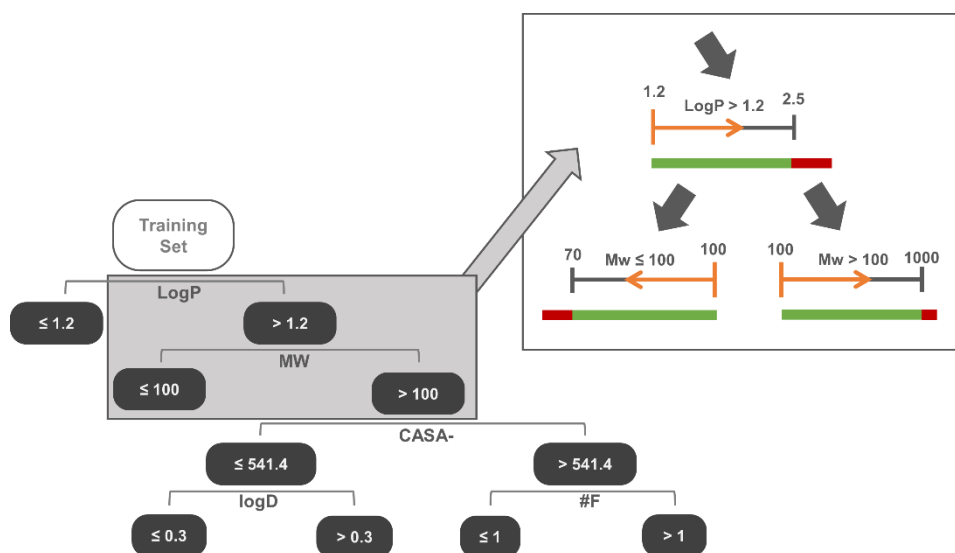 1.2
2.5
LogP > 1.2
70
Mw ≤ 100
100
100
Mw > 100
1000
Training
Set
LogP
≤ 1.2
> 1.2
MW
≤ 100
> 100
CASA-
≤ 541.4
> 541.4
logD
#F
≤ 0.3
> 0.3
≤ 1
> 1